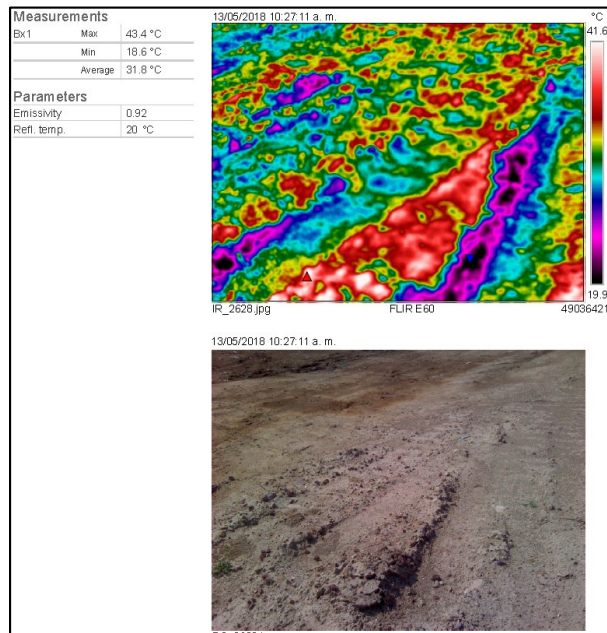 Measurements
Bx1 Max 43.4 °C
Min 18.6 °C
Average 31.8 °C
Parameters
Emissivity 0.92
Refl. temp. 20 °C
13/05/2018 10:27:11 a. m.
°C
41.6
19.9
IR_2628.jpg FLIR E60 49036421
13/05/2018 10:27:11 a. m.